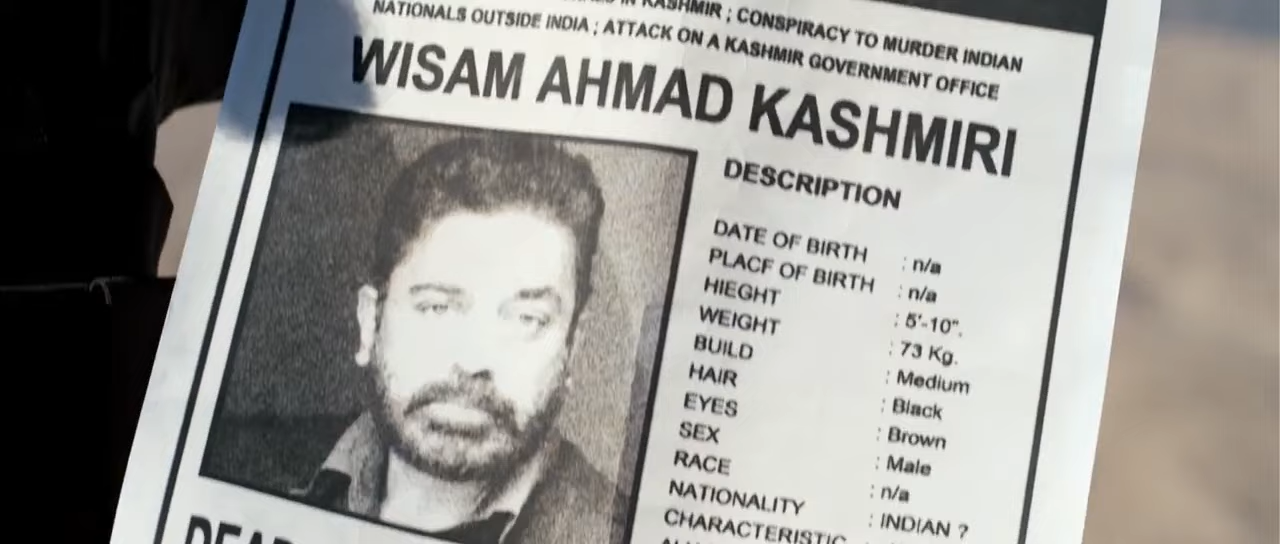 KASHMIR ; CONSPIRACY TO MURDER INDIAN
NATIONALS OUTSIDE INDIA ; ATTACK ON A KASHMIR GOVERNMENT OFFICE
WISAM AHMAD KASHMIRI
DESCRIPTION
DATE OF BIRTH : n/a
PLACF OF BIRTH : n/a
HIEGHT : 5'-10".
WEIGHT : 73 Kg.
BUILD : Medium
HAIR : Black
EYES : Brown
SEX : Male
RACE : n/a
NATIONALITY : INDIAN ?
CHARACTERISTIC